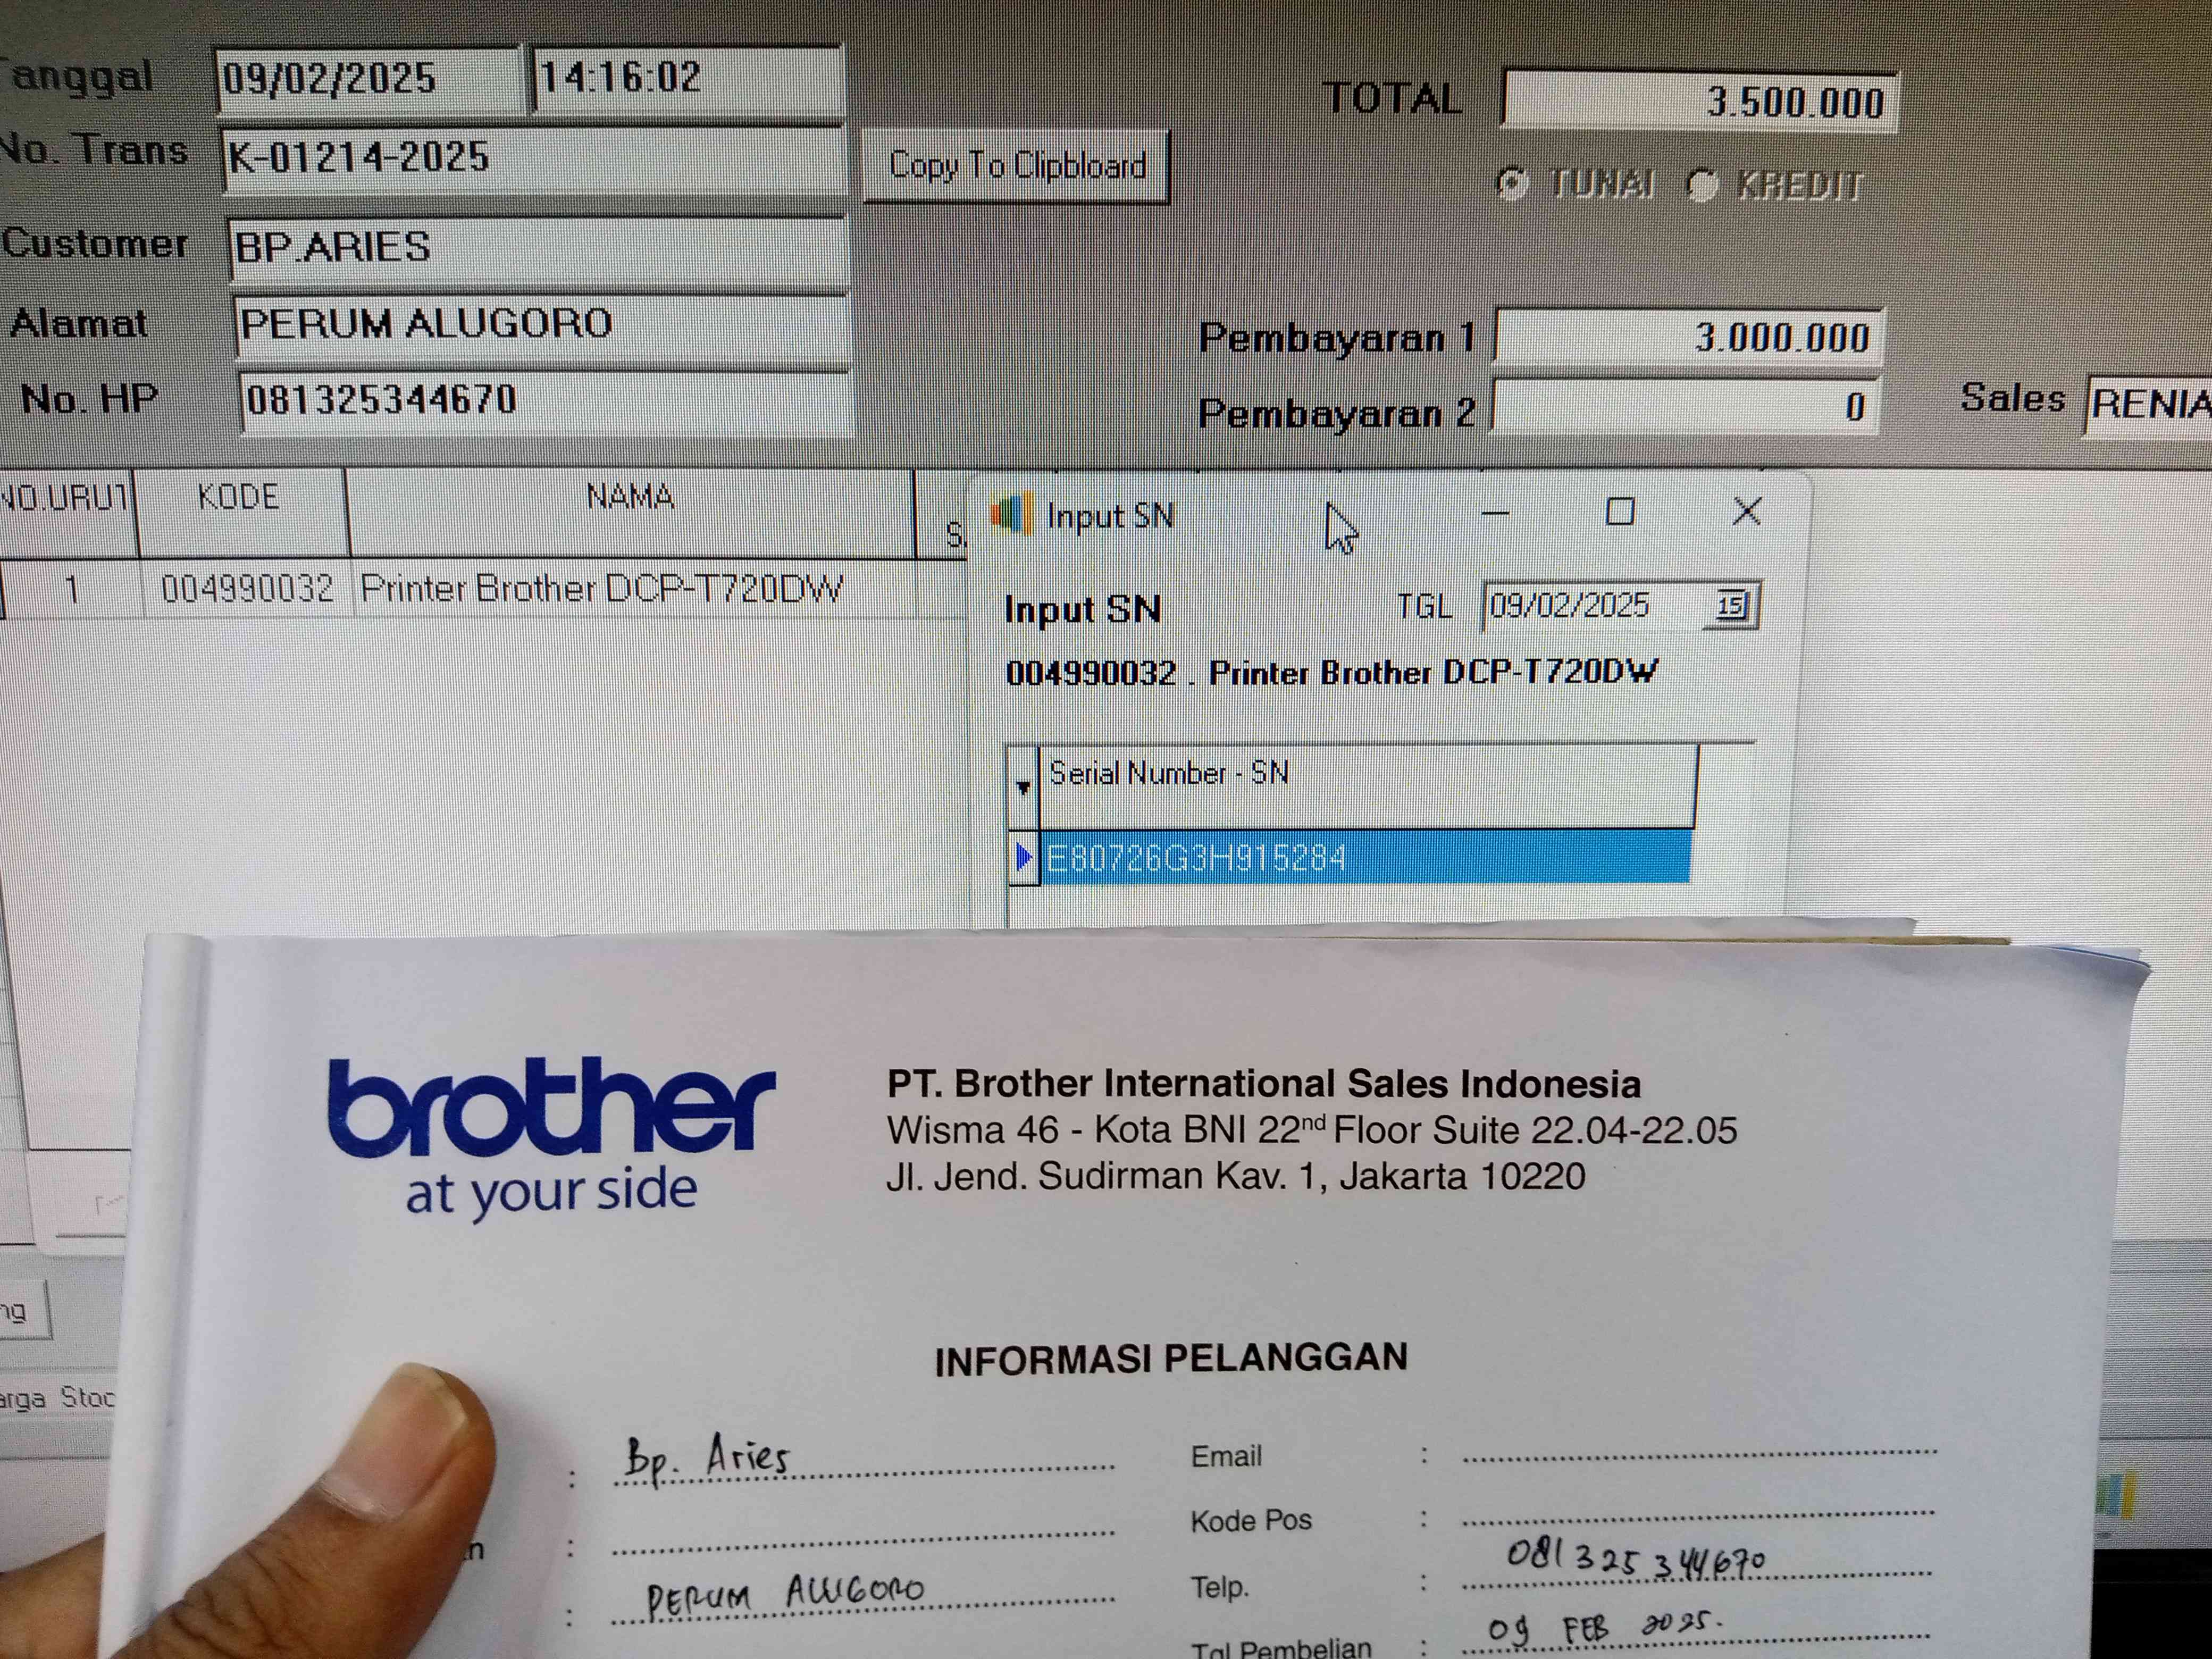 Tanggal 09/02/2025 14:16:02
No. Trans K-01214-2025 Copy To Clipbloard
Customer BP.ARIES
Alamat PERUM ALUGORO
No. HP 081325344670
TOTAL 3.500.000
TUNAI KREDIT
Pembayaran 1 3.000.000
Pembayaran 2 0
Sales RENIA
NO.URUT KODE NAMA
1 004990032 Printer Brother DCP-T720DW
Input SN
Input SN TGL 09/02/2025 15
004990032 . Printer Brother DCP-T720DW
Serial Number - SN
E80726G3H915284
brother
at your side
PT. Brother International Sales Indonesia
Wisma 46 - Kota BNI 22nd Floor Suite 22.04-22.05
Jl. Jend. Sudirman Kav. 1, Jakarta 10220
INFORMASI PELANGGAN
: Bp. Aries
:
: PERUM ALUGORO
Email :
Kode Pos :
Telp. : 081325344670
Tgl Pembelian : 09 FEB 2025.